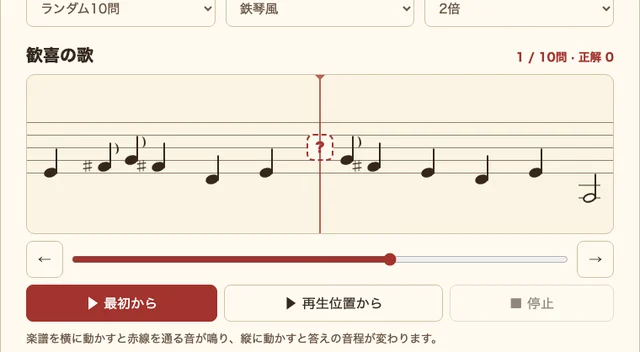 ランダム10問 鉄琴風 2倍
歓喜の歌 1 / 10問 · 正解 0
?
← →
▶ 最初から ▶ 再生位置から ■ 停止
楽譜を横に動かすと赤線を通る音が鳴り、縦に動かすと答えの音程が変わります。